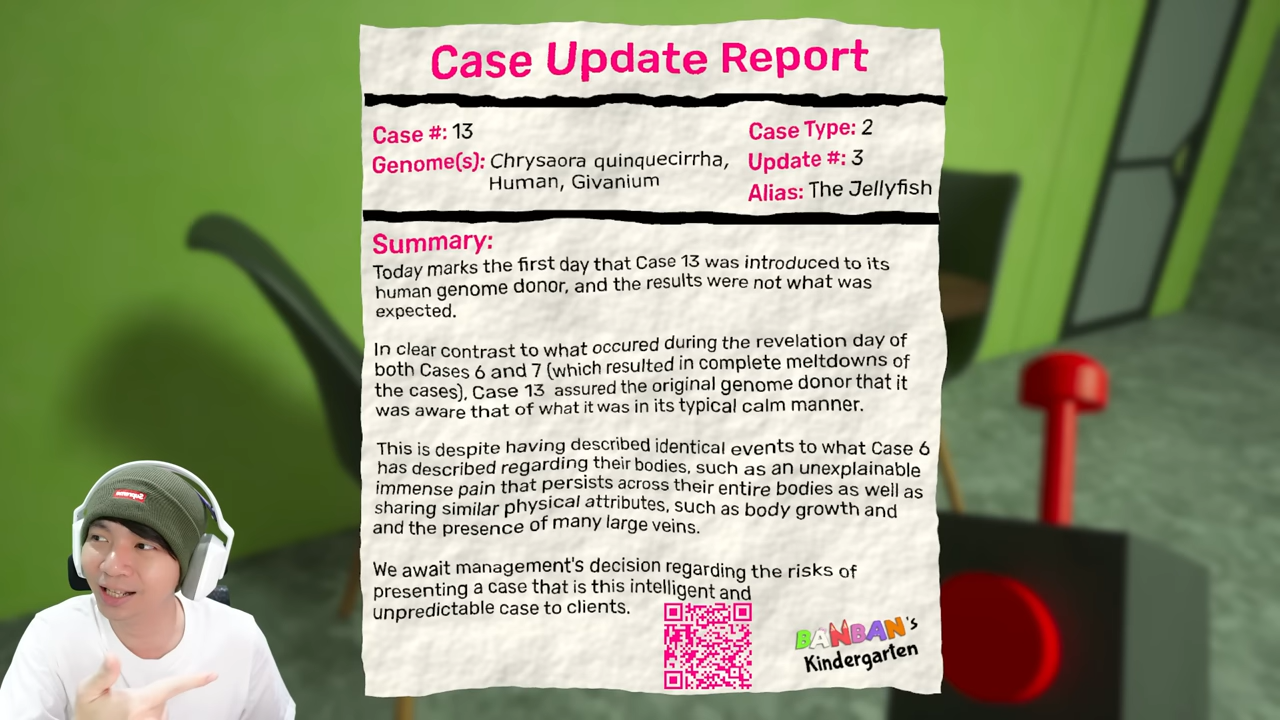 Case Update Report
Case #: 13
Genome(s): Chrysaora quinquecirrha,
Human, Givanium
Case Type: 2
Update #: 3
Alias: The Jellyfish
Summary:
Today marks the first day that Case 13 was introduced to its
human genome donor, and the results were not what was
expected.
In clear contrast to what occured during the revelation day of
both Cases 6 and 7 (which resulted in complete meltdowns of
the cases), Case 13 assured the original genome donor that it
was aware that of what it was in its typical calm manner.
This is despite having described identical events to what Case 6
has described regarding their bodies, such as an unexplainable
immense pain that persists across their entire bodies as well as
sharing similar physical attributes, such as body growth and
and the presence of many large veins.
We await management's decision regarding the risks of
presenting a case that is this intelligent and
unpredictable case to clients.
BANBAN's
Kindergarten